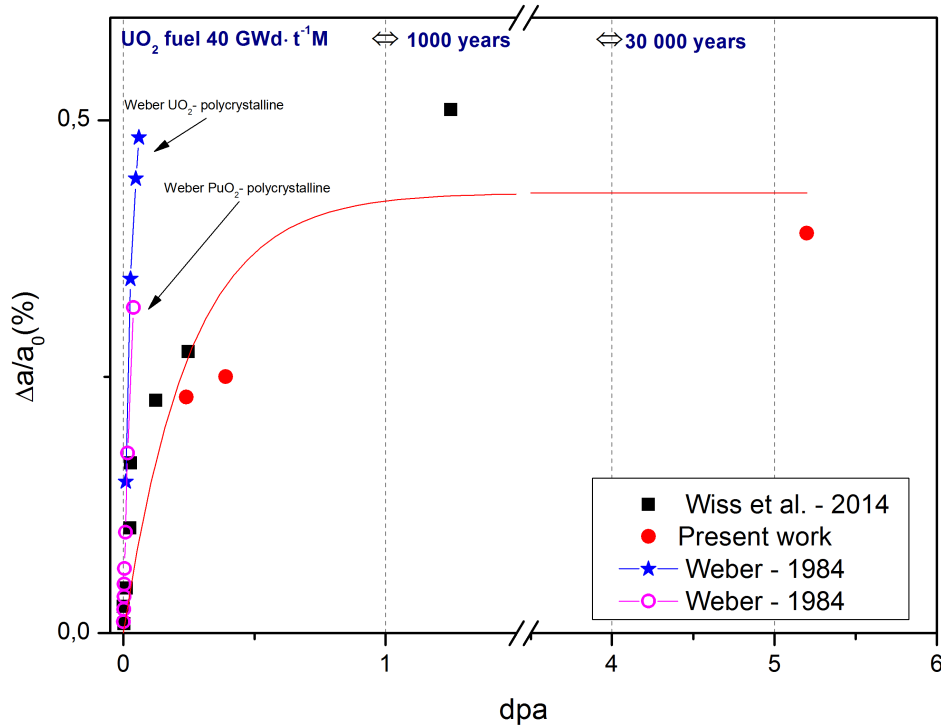 UO₂ fuel 40 GWd· t⁻¹M ⇔ 1000 years ⇔ 30 000 years
Weber UO₂- polycrystalline
Weber PuO₂- polycrystalline
0,5
0,0
Δa/a₀(%)
Wiss et al. - 2014
Present work
Weber - 1984
Weber - 1984
0 1 4 5 6
dpa